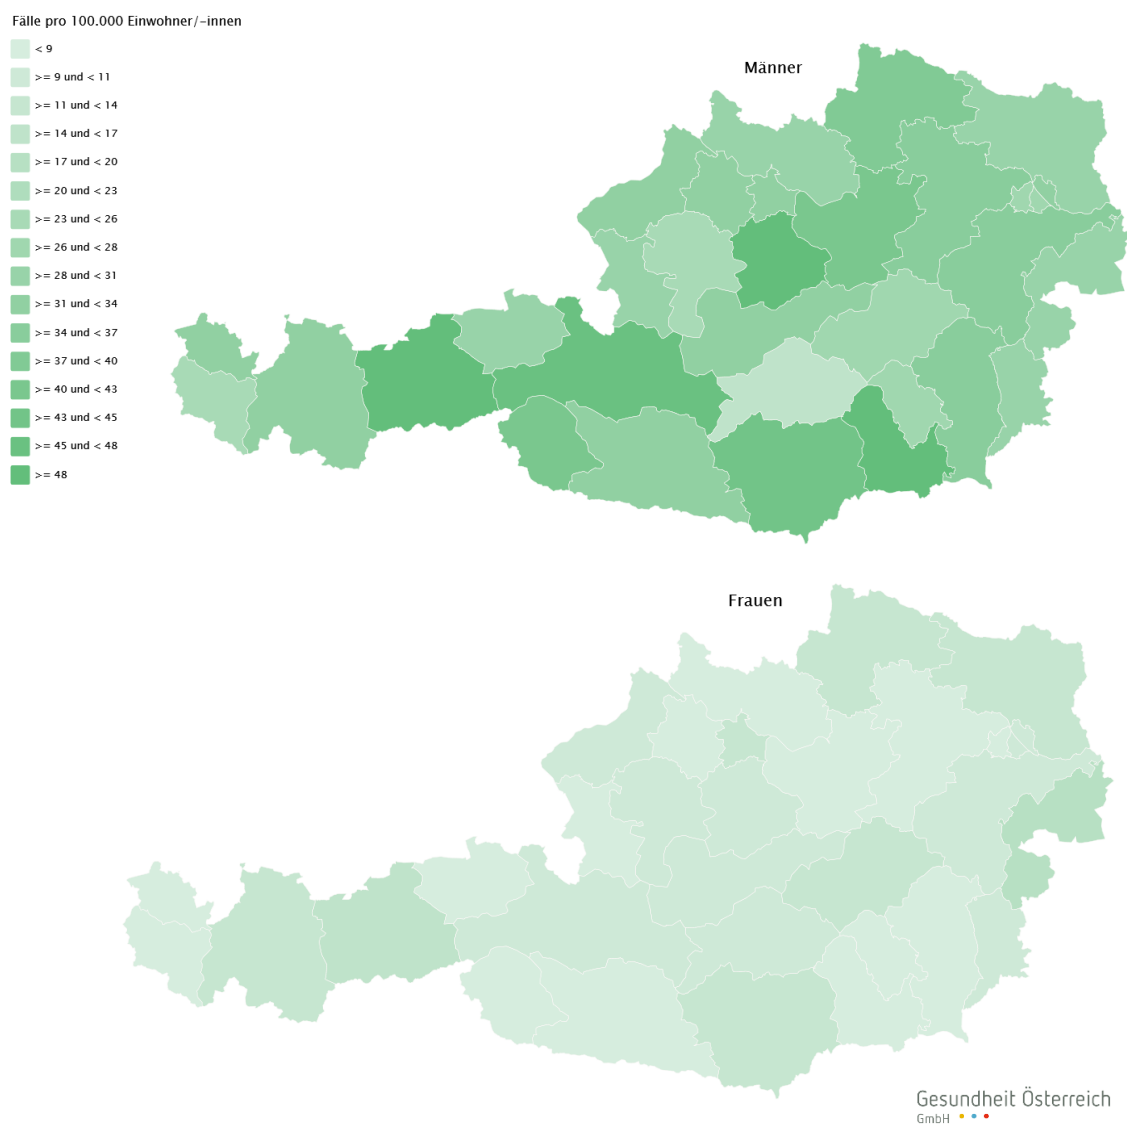 Fälle pro 100.000 Einwohner/-innen
< 9
>= 9 und < 11
>= 11 und < 14
>= 14 und < 17
>= 17 und < 20
>= 20 und < 23
>= 23 und < 26
>= 26 und < 28
>= 28 und < 31
>= 31 und < 34
>= 34 und < 37
>= 37 und < 40
>= 40 und < 43
>= 43 und < 45
>= 45 und < 48
>= 48
Männer
Frauen
Gesundheit Österreich
GmbH